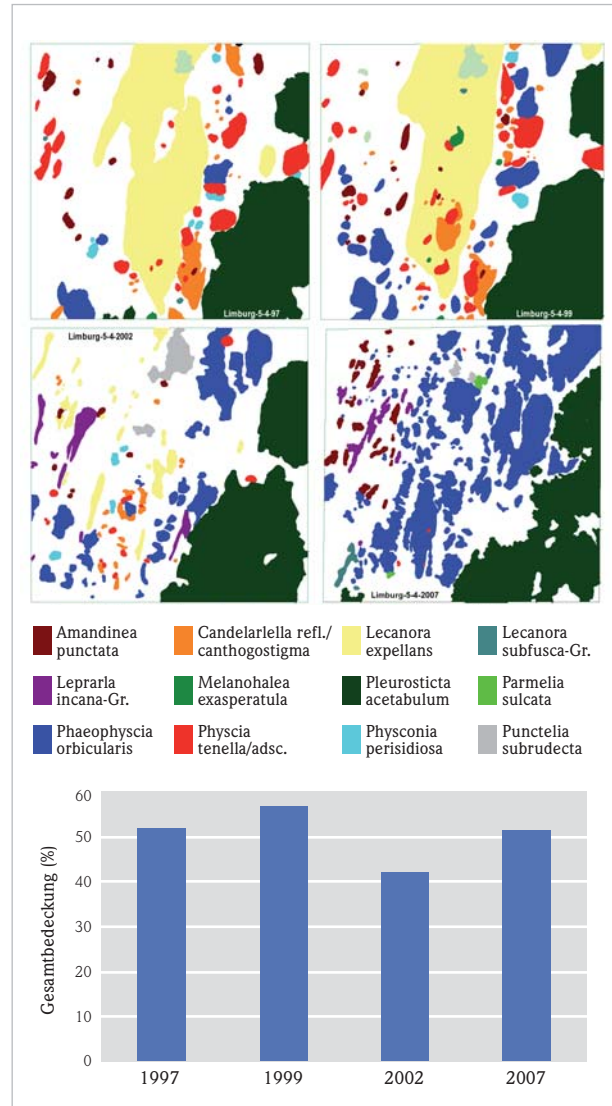 Limburg-5-4-97
Limburg-5-4-99
Limburg-5-4-2002
Limburg-5-4-2007
Amandinea punctata
Candelarlella refl./ canthogostigma
Lecanora expellans
Lecanora subfusca-Gr.
Leprarla incana-Gr.
Melanohalea exasperatula
Pleurosticta acetabulum
Parmelia sulcata
Phaeophyscia orbicularis
Physcia tenella/adsc.
Physconia perisidiosa
Punctelia subrudecta
Gesamtbedeckung (%)
60
50
40
30
20
10
0
1997
1999
2002
2007